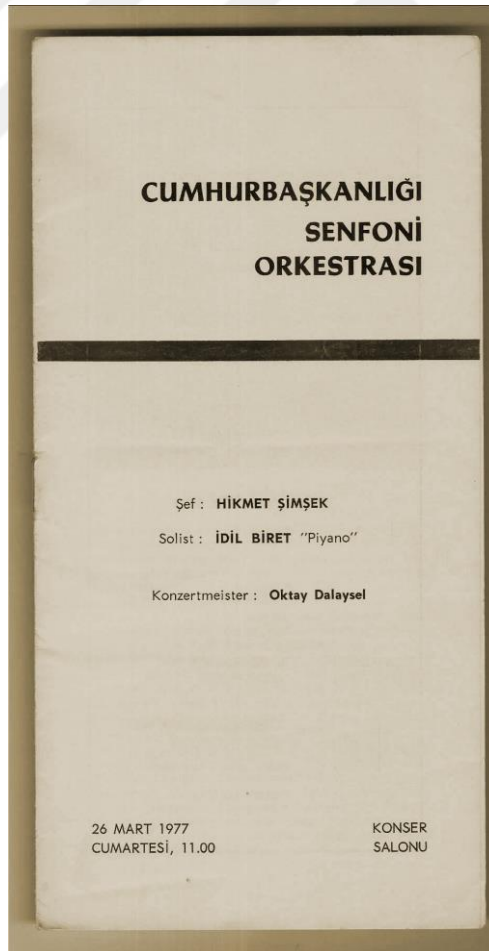 CUMHURBAŞKANLIĞI
SENFONİ
ORKESTRASI
Şef : HİKMET ŞİMŞEK
Solist : İDİL BİRET "Piyano"
Konzertmeister : Oktay Dalaysel
26 MART 1977 KONSER
CUMARTESİ, 11.00 SALONU